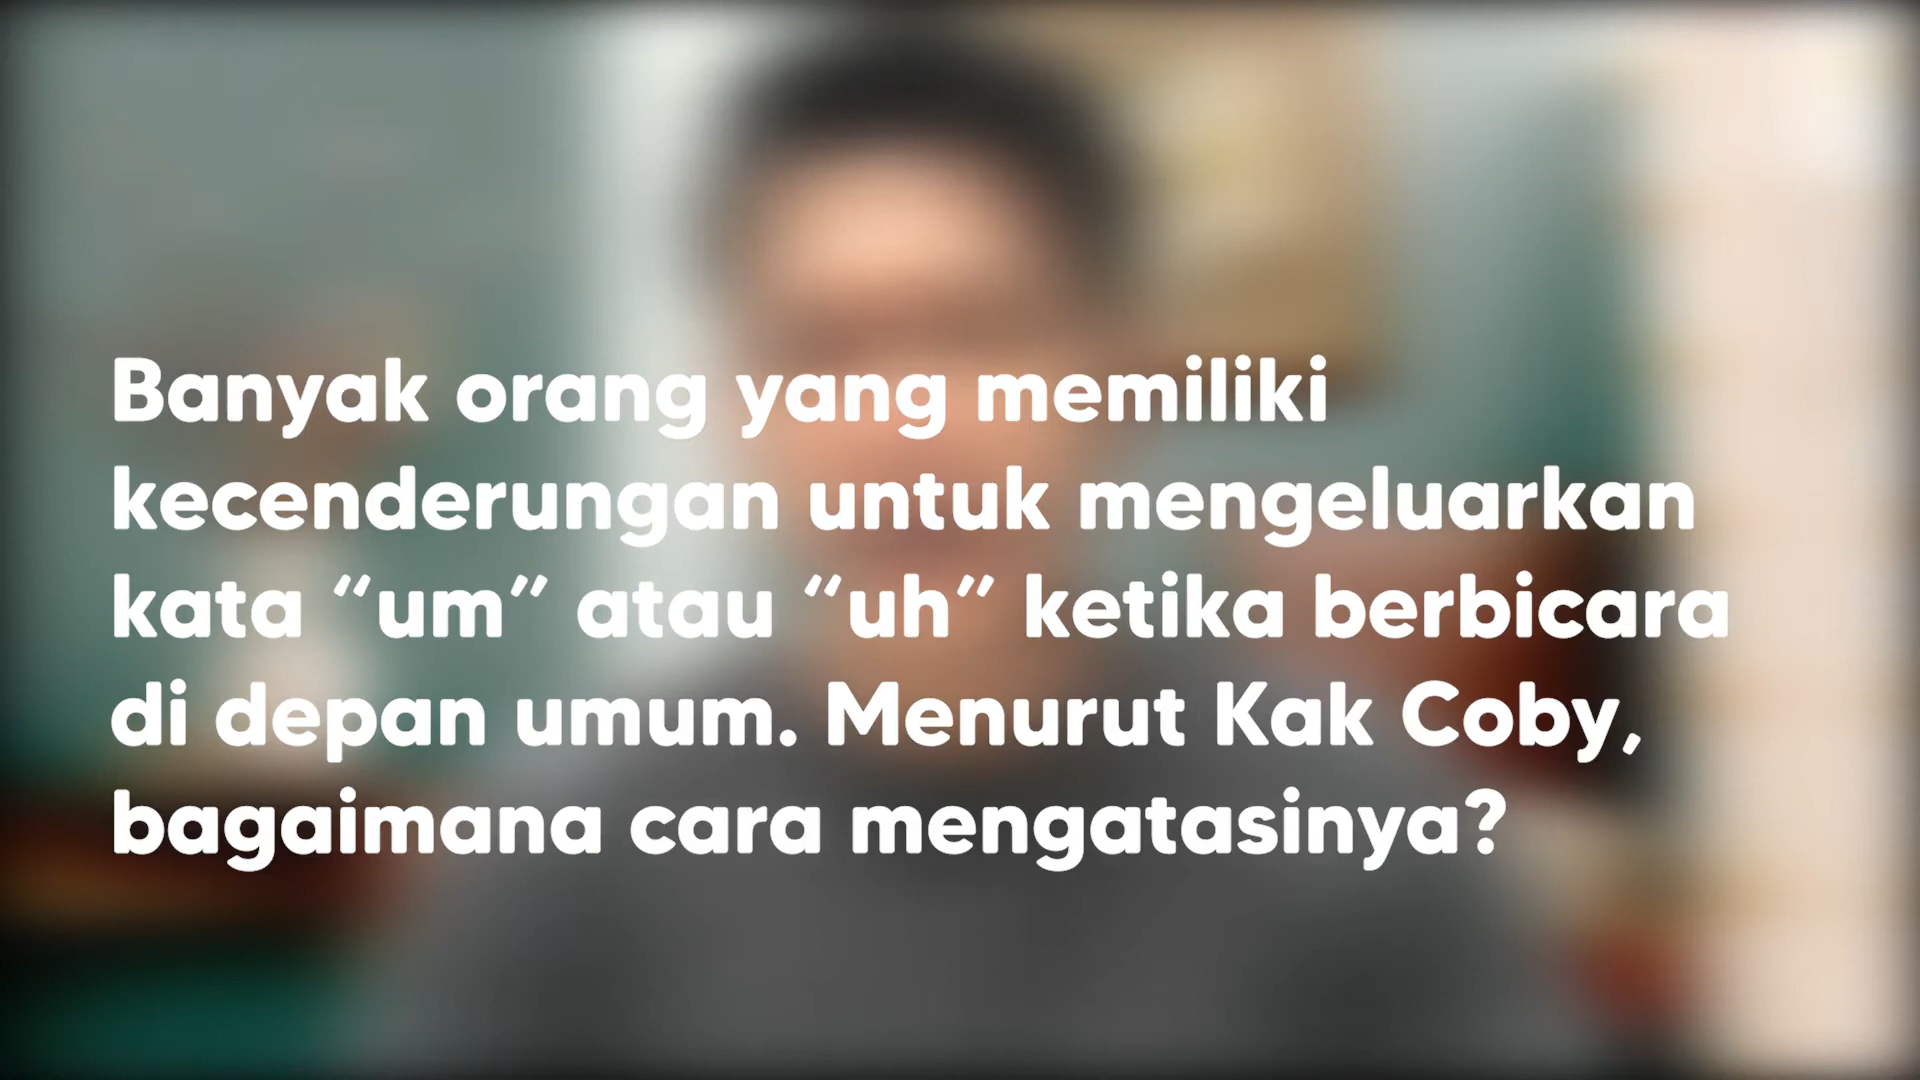 Banyak orang yang memiliki
kecenderungan untuk mengeluarkan
kata “um” atau “uh” ketika berbicara
di depan umum. Menurut Kak Coby,
bagaimana cara mengatasinya?